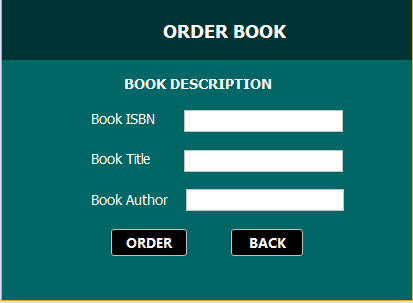 ORDER BOOK
BOOK DESCRIPTION
Book ISBN
Book Title
Book Author
ORDER BACK